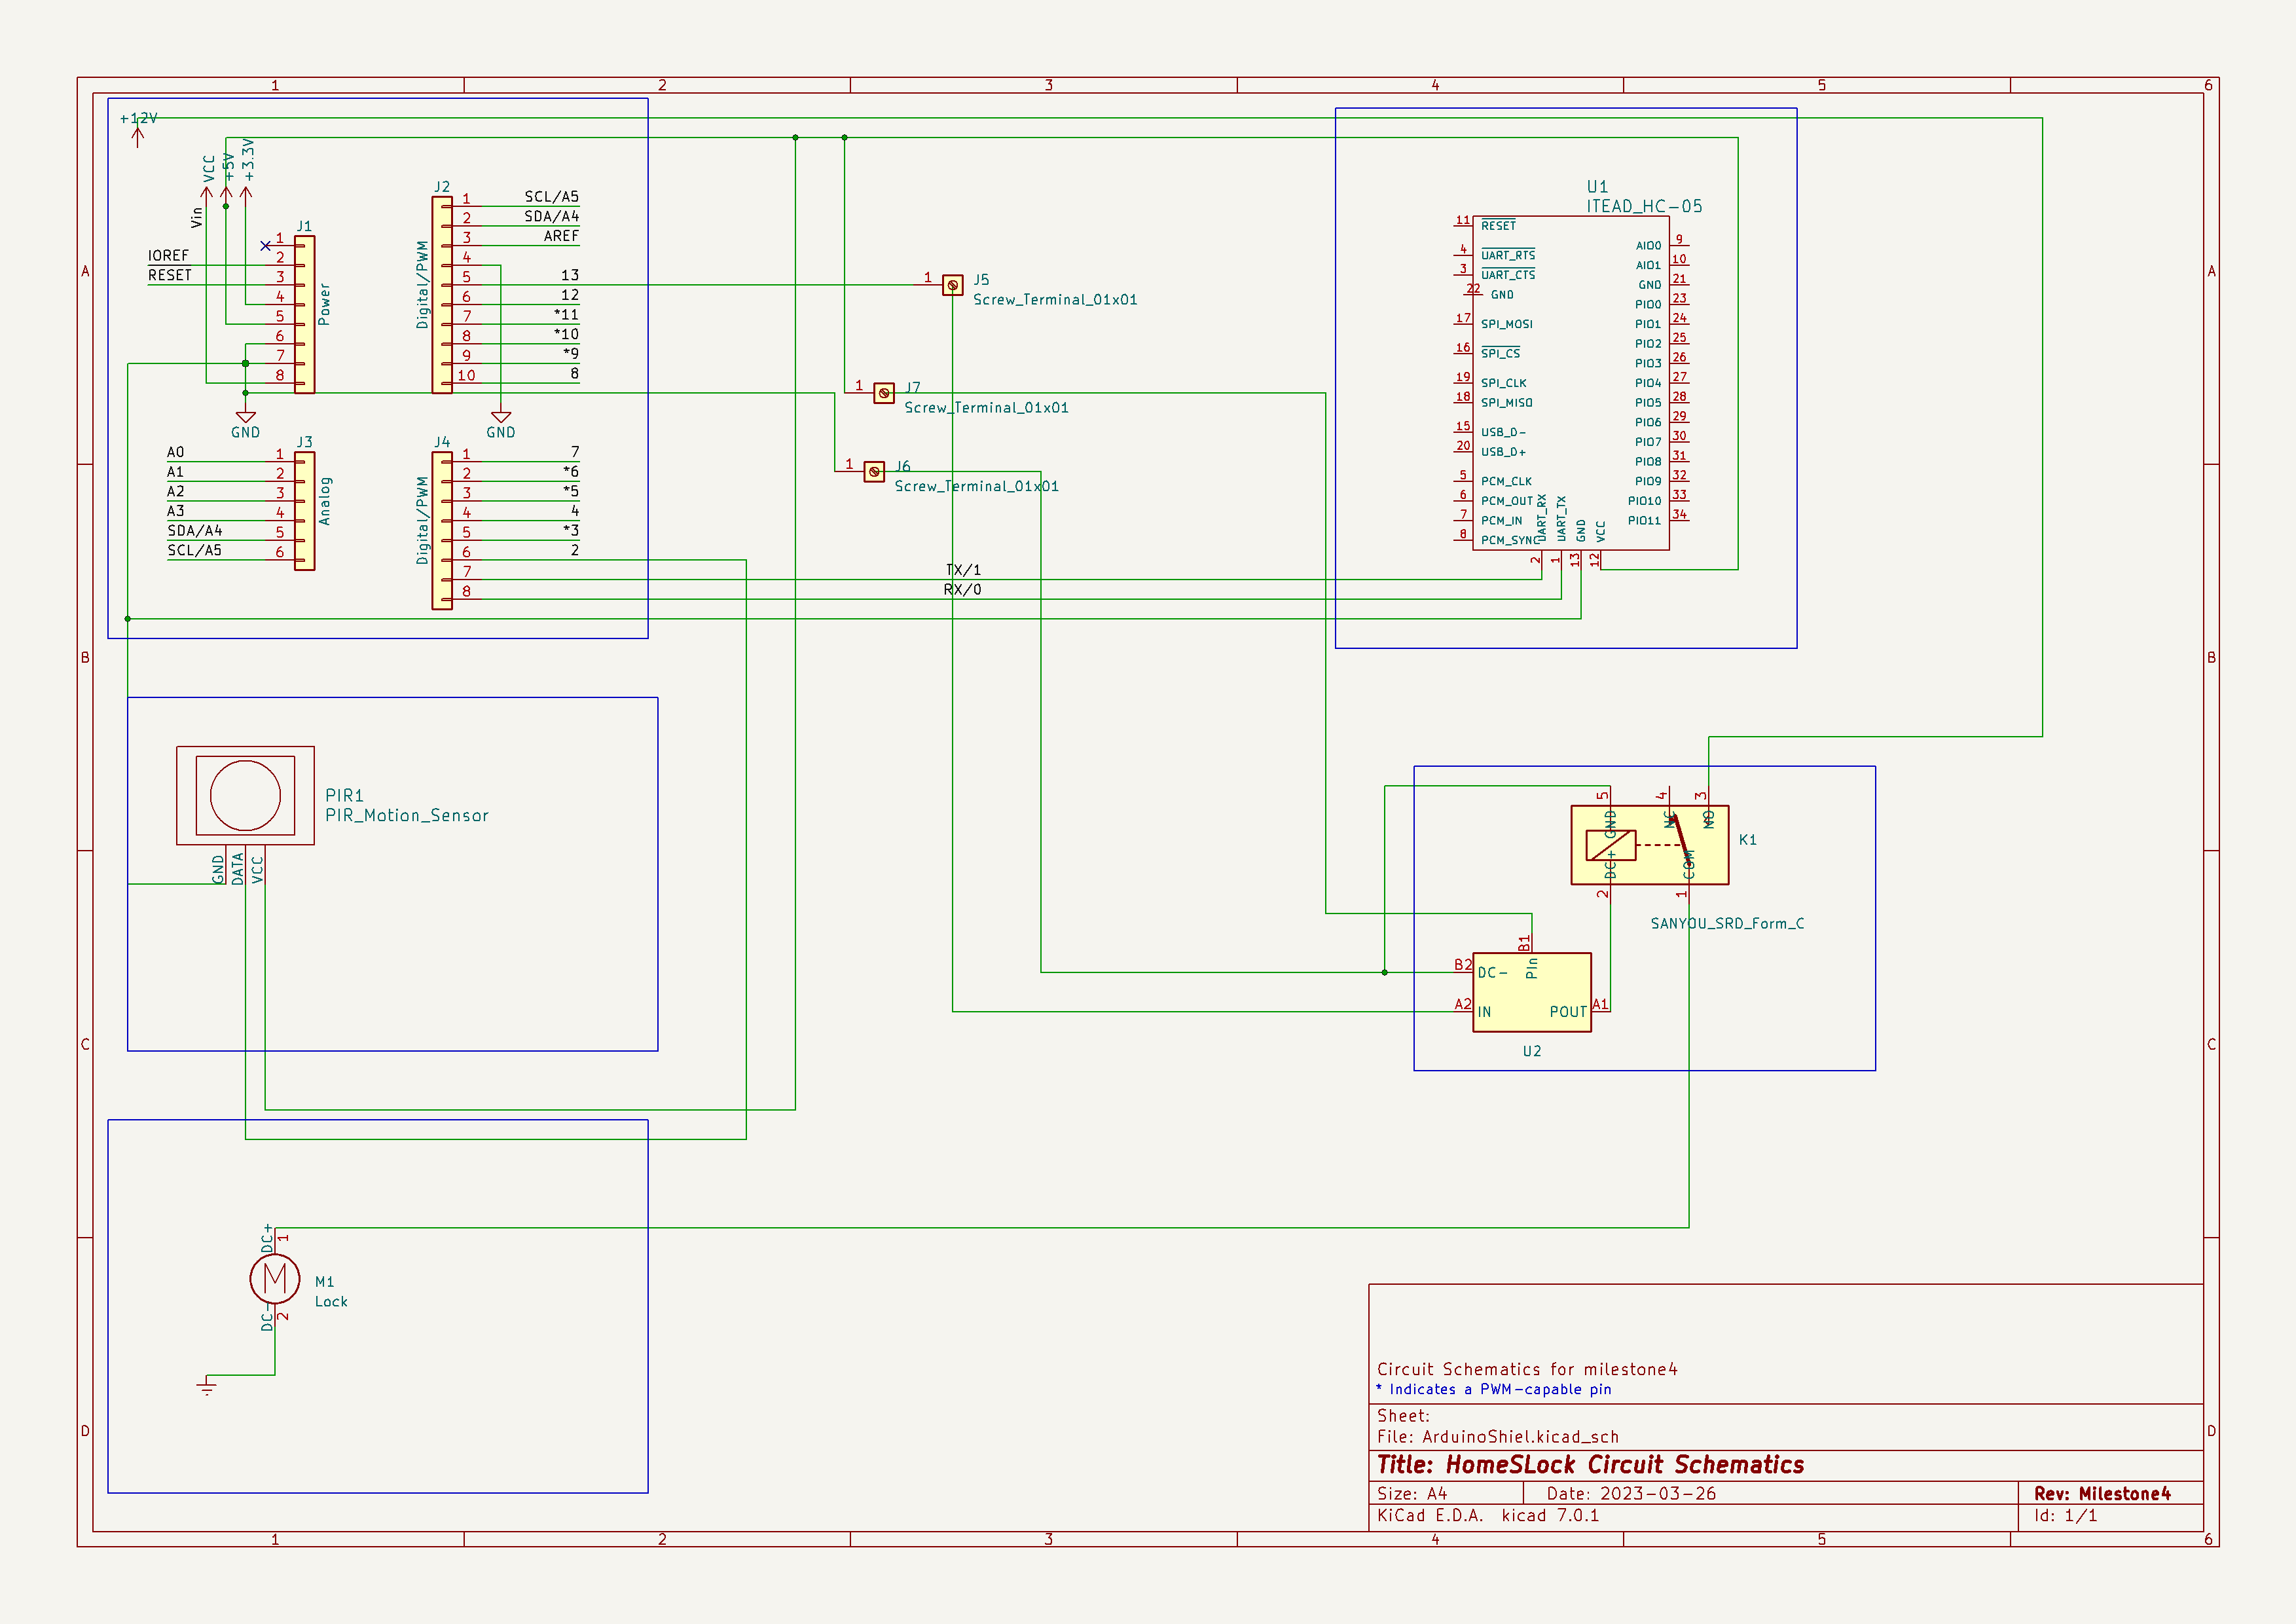 1 2 3 4 5 6
A
B
C
D
A
B
C
D
1 2 3 4 5 6
+12V
VCC
+5V
+3.3V
Vin
J1
1
IOREF 2
RESET 3
4
5
6
7
8
Power
GND
J2
1 SCL/A5
2 SDA/A4
3 AREF
4
5 13
6 12
7 *11
8 *10
9 *9
10 8
Digital/PWM
GND
J3
A0 1
A1 2
A2 3
A3 4
SDA/A4 5
SCL/A5 6
Analog
J4
1 7
2 *6
3 *5
4 4
5 *3
6 2
7 TX/1
8 RX/0
Digital/PWM
1 J5
Screw_Terminal_01x01
1 J7
Screw_Terminal_01x01
1 J6
Screw_Terminal_01x01
U1
ITEAD_HC-05
11 RESET
4 UART_RTS
3 UART_CTS
22 GND
17 SPI_MOSI
16 SPI_CS
19 SPI_CLK
18 SPI_MISO
15 USB_D-
20 USB_D+
5 PCM_CLK
6 PCM_OUT
7 PCM_IN
8 PCM_SYNC
AIO0 9
AIO1 10
GND 21
PIO0 23
PIO1 24
PIO2 25
PIO3 26
PIO4 27
PIO5 28
PIO6 29
PIO7 30
PIO8 31
PIO9 32
PIO10 33
PIO11 34
UART_RX 2
UART_TX 1
GND 13
VCC 12
PIR1
PIR_Motion_Sensor
GND
DATA
VCC
5 GND
4 NC
3 NO
DC+ 2
COM 1
K1
SANYOU_SRD_Form_C
B1 PIn
B2 DC-
A2 IN
POUT A1
U2
DC+ 1
M
DC- 2
M1
Lock
Circuit Schematics for milestone4
* Indicates a PWM-capable pin
Sheet:
File: ArduinoShiel.kicad_sch
Title: HomeSLock Circuit Schematics
Size: A4 Date: 2023-03-26 Rev: Milestone4
KiCad E.D.A. kicad 7.0.1 Id: 1/1